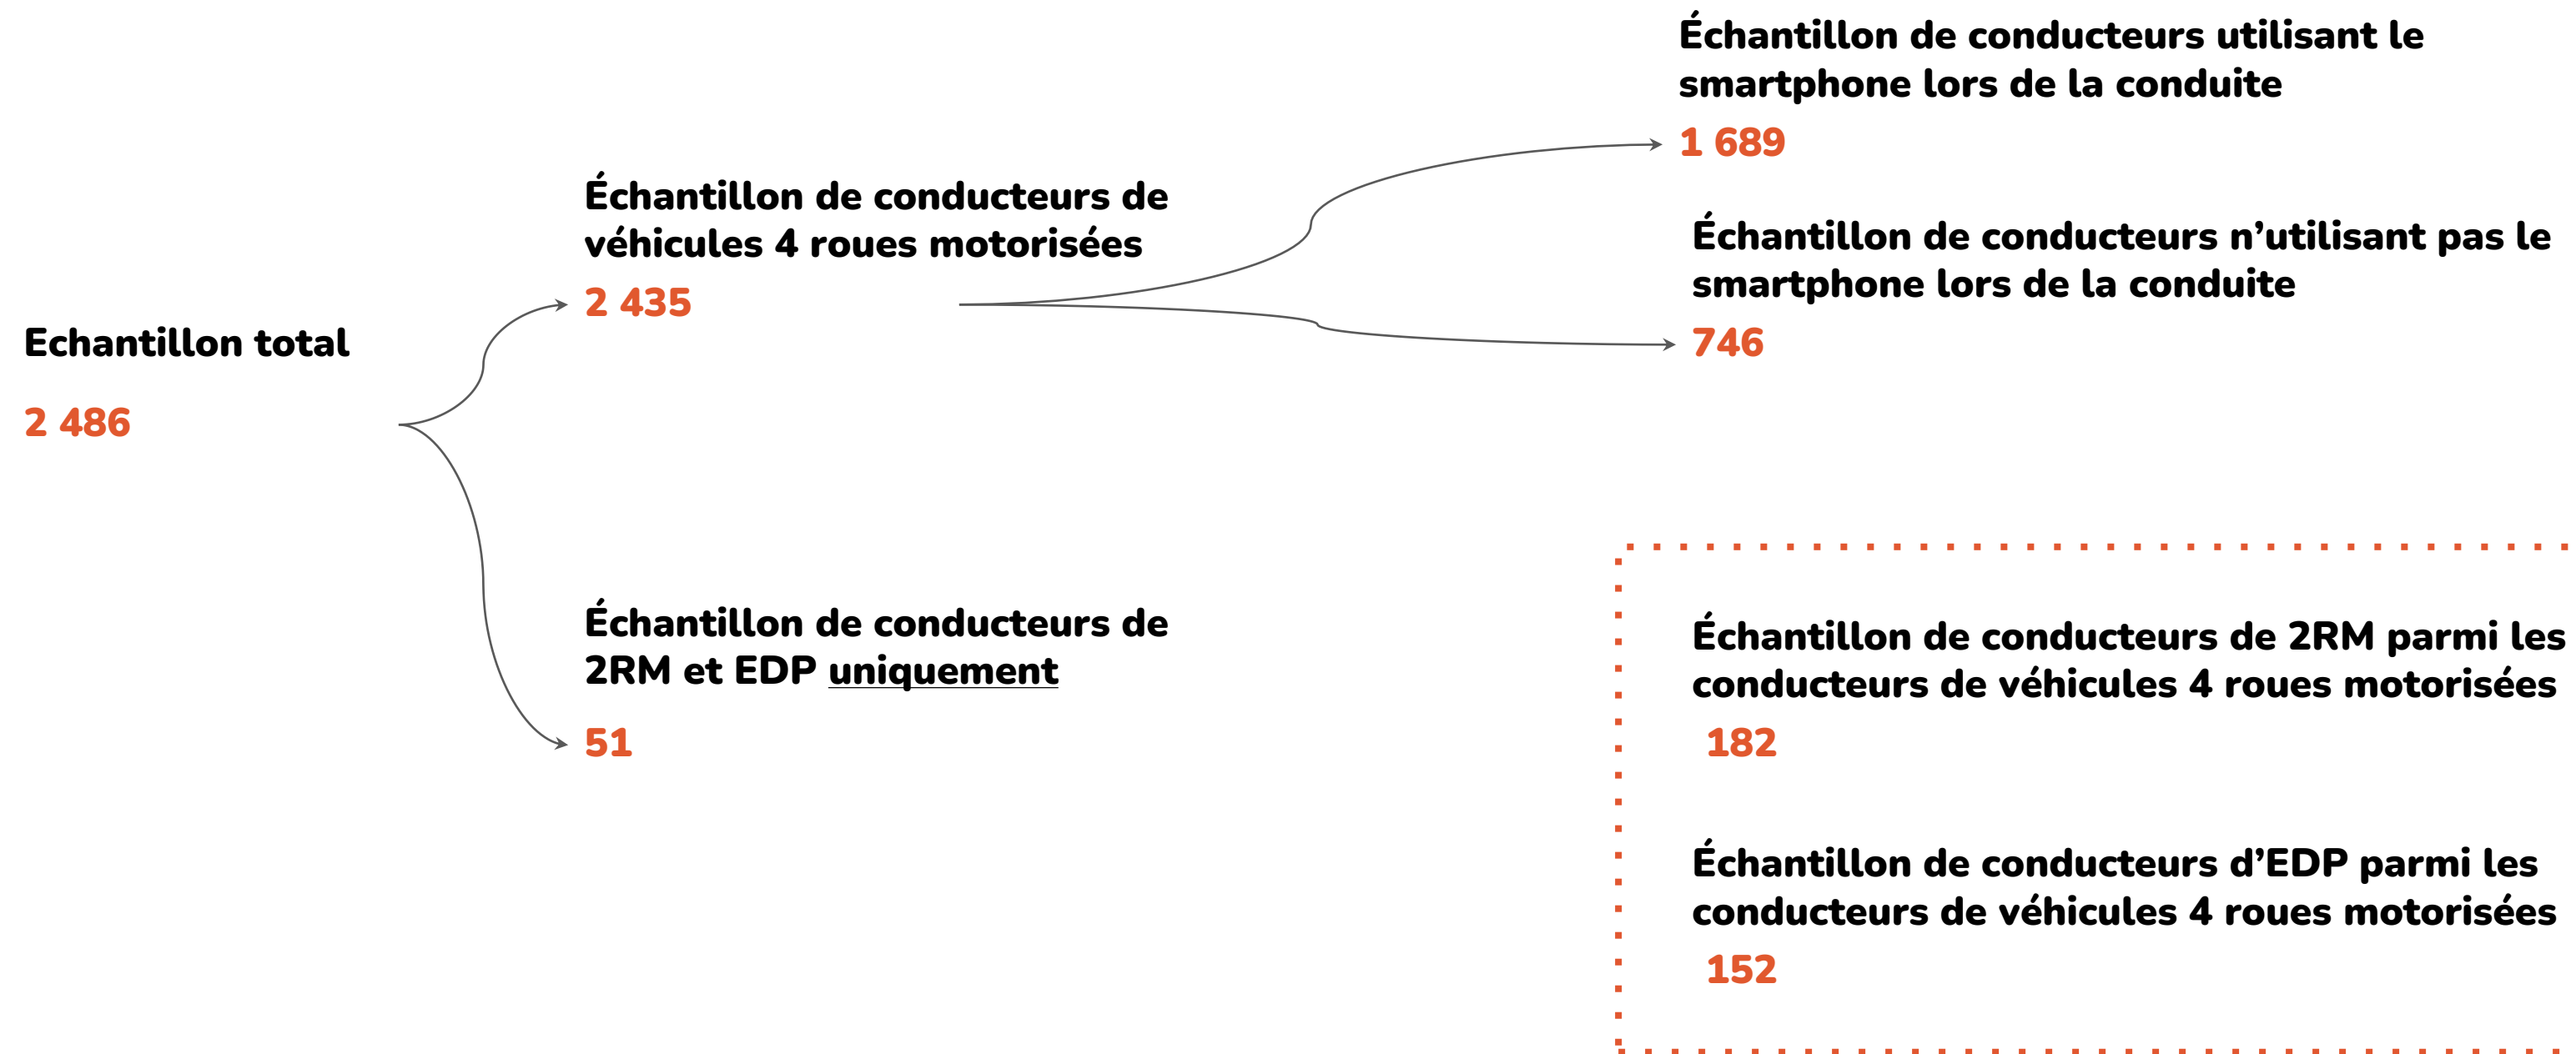 Echantillon total
2 486
Échantillon de conducteurs de
véhicules 4 roues motorisées
2 435
Échantillon de conducteurs de
2RM et EDP uniquement
51
Échantillon de conducteurs utilisant le
smartphone lors de la conduite
1 689
Échantillon de conducteurs n’utilisant pas le
smartphone lors de la conduite
746
Échantillon de conducteurs de 2RM parmi les
conducteurs de véhicules 4 roues motorisées
182
Échantillon de conducteurs d’EDP parmi les
conducteurs de véhicules 4 roues motorisées
152